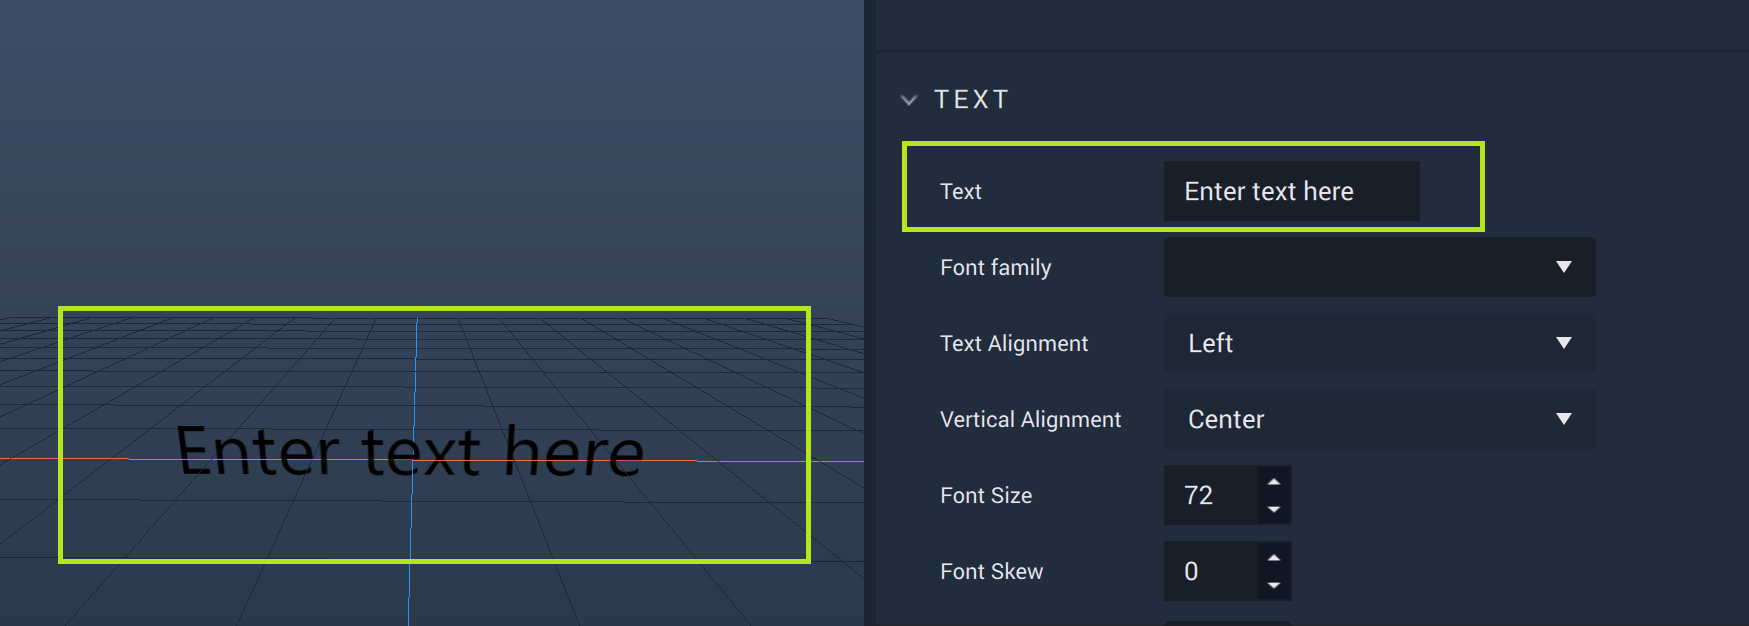 Enter text here
TEXT
Text Enter text here
Font family
Text Alignment Left
Vertical Alignment Center
Font Size 72
Font Skew 0